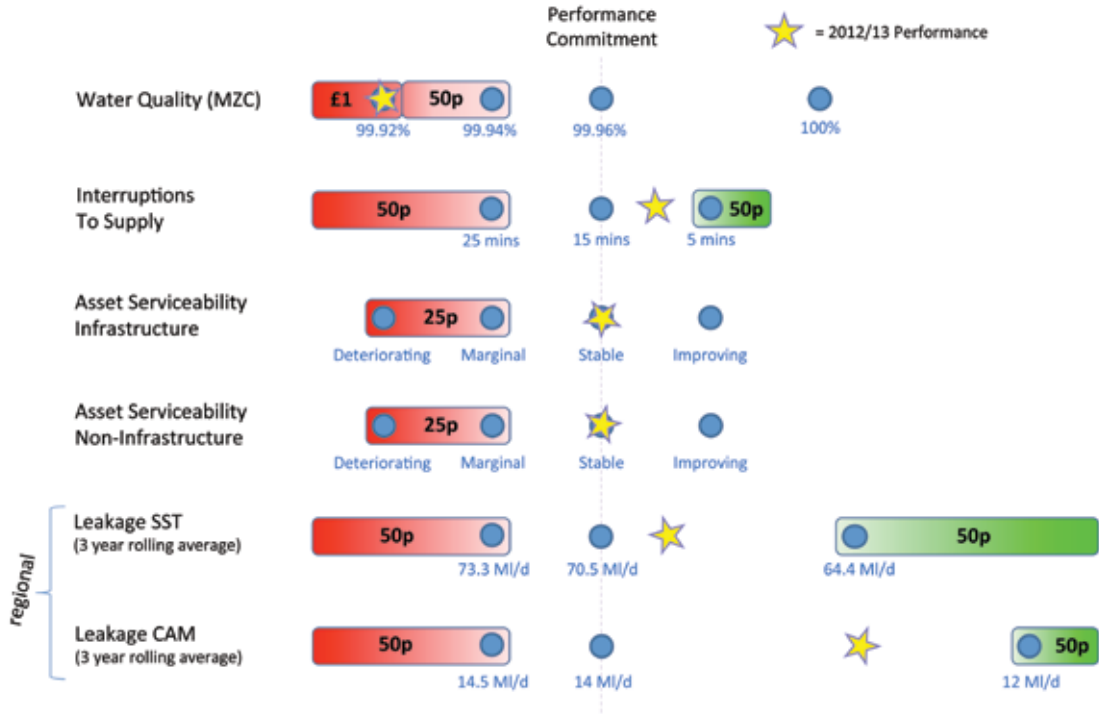 Performance
Commitment
= 2012/13 Performance
Water Quality (MZC)
£1
50p
99.92%
99.94%
99.96%
100%
Interruptions
To Supply
50p
50p
25 mins
15 mins
5 mins
Asset Serviceability
Infrastructure
25p
Deteriorating
Marginal
Stable
Improving
Asset Serviceability
Non-Infrastructure
25p
Deteriorating
Marginal
Stable
Improving
regional
Leakage SST
(3 year rolling average)
50p
50p
73.3 Ml/d
70.5 Ml/d
64.4 Ml/d
Leakage CAM
(3 year rolling average)
50p
50p
14.5 Ml/d
14 Ml/d
12 Ml/d